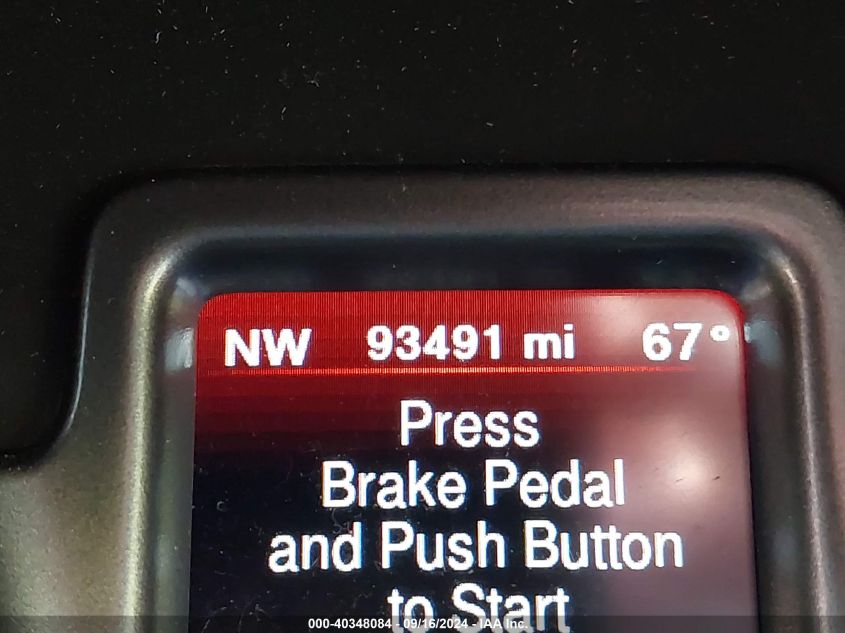 NW 93491 mi 67°
Press
Brake Pedal
and Push Button
to Start
000-40348084 - 09/16/2024 - IAA Inc.